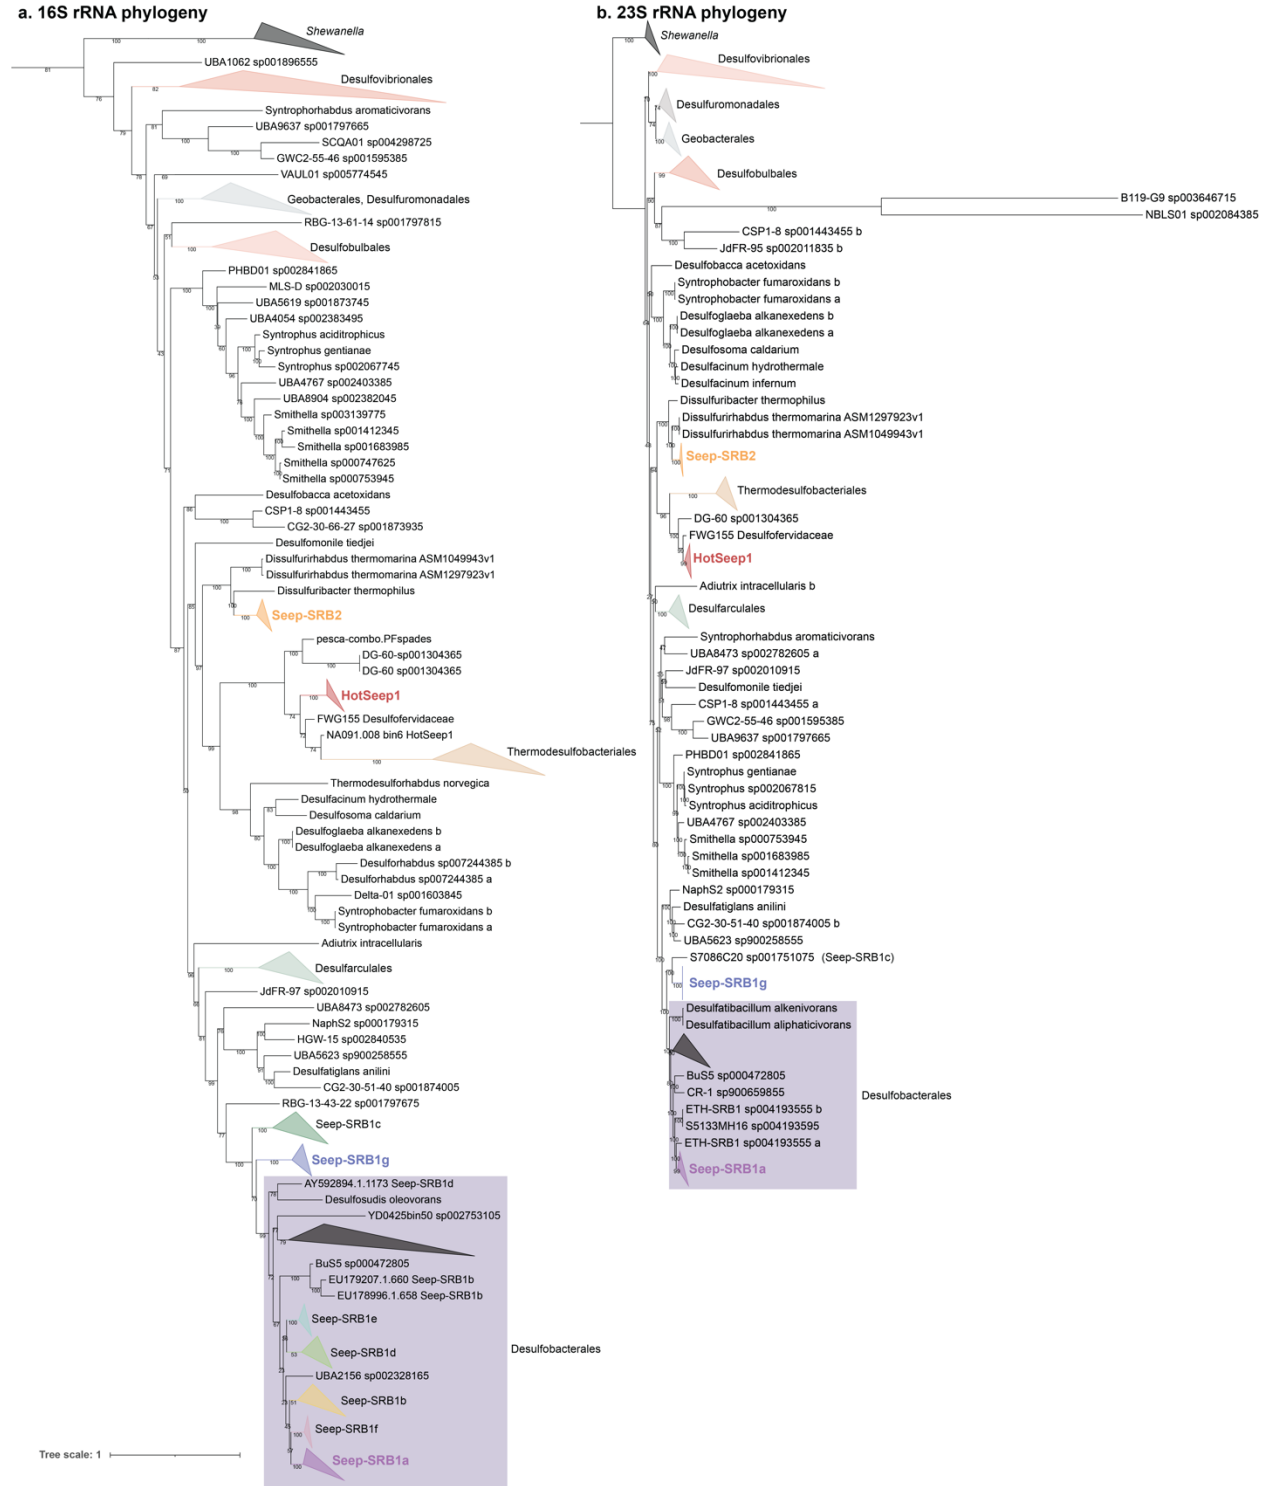 a. 16S rRNA phylogeny
Shewanella
UBA1062 sp001896555
Desulfovibrionales
Syntrophorhabdus aromaticivorans
UBA9637 sp001797665
SCQA01 sp004298725
GWC2-55-46 sp001595385
VAUL01 sp005774545
Geobacterales, Desulfuromonadales
RBG-13-61-14 sp001797815
Desulfobulbales
PHBD01 sp002841865
MLS-D sp002030015
UBA5619 sp001873745
UBA4054 sp002383495
Syntrophus aciditrophicus
Syntrophus gentianae
Syntrophus sp002067745
UBA4767 sp002403385
UBA8904 sp002382045
Smithella sp003139775
Smithella sp001412345
Smithella sp001683985
Smithella sp000747625
Smithella sp000753945
Desulfobacca acetoxidans
CSP1-8 sp001443455
CG2-30-66-27 sp001873935
Desulfomonile tiedjei
Dissulfurirhabdus thermomarina ASM1049943v1
Dissulfurirhabdus thermomarina ASM1297923v1
Dissulfuribacter thermophilus
Seep-SRB2
pesca-combo.PFspades
DG-60-sp001304365
DG-60 sp001304365
HotSeep1
FWG155 Desulfofervidaceae
NA091.008 bin6 HotSeep1
Thermodesulfobacteriales
Thermodesulforhabdus norvegica
Desulfacinum hydrothermale
Desulfosoma caldarium
Desulfoglaeba alkanexedens b
Desulfoglaeba alkanexedens a
Desulforhabdus sp007244385 b
Desulforhabdus sp007244385 a
Delta-01 sp001603845
Syntrophobacter fumaroxidans b
Syntrophobacter fumaroxidans a
Adiutrix intracellularis
Desulfarculales
JdFR-97 sp002010915
UBA8473 sp002782605
NaphS2 sp000179315
HGW-15 sp002840535
UBA5623 sp900258555
Desulfatiglans anilini
CG2-30-51-40 sp001874005
RBG-13-43-22 sp001797675
Seep-SRB1c
Seep-SRB1g
AY592894.1.1173 Seep-SRB1d
Desulfosudis oleovorans
YD0425bin50 sp002753105
BuS5 sp000472805
EU179207.1.660 Seep-SRB1b
EU178996.1.658 Seep-SRB1b
Seep-SRB1e
Seep-SRB1d
Desulfobacterales
UBA2156 sp002328165
Seep-SRB1b
Seep-SRB1f
Seep-SRB1a
Tree scale: 1
b. 23S rRNA phylogeny
Shewanella
Desulfovibrionales
Desulfuromonadales
Geobacterales
Desulfobulbales
B119-G9 sp003646715
NBLS01 sp002084385
CSP1-8 sp001443455 b
JdFR-95 sp002011835 b
Desulfobacca acetoxidans
Syntrophobacter fumaroxidans b
Syntrophobacter fumaroxidans a
Desulfoglaeba alkanexedens b
Desulfoglaeba alkanexedens a
Desulfosoma caldarium
Desulfacinum hydrothermale
Desulfacinum infernum
Dissulfuribacter thermophilus
Dissulfurirhabdus thermomarina ASM1297923v1
Dissulfurirhabdus thermomarina ASM1049943v1
Seep-SRB2
Thermodesulfobacteriales
DG-60 sp001304365
FWG155 Desulfofervidaceae
HotSeep1
Adiutrix intracellularis b
Desulfarculales
Syntrophorhabdus aromaticivorans
UBA8473 sp002782605 a
JdFR-97 sp002010915
Desulfomonile tiedjei
CSP1-8 sp001443455 a
GWC2-55-46 sp001595385
UBA9637 sp001797665
PHBD01 sp002841865
Syntrophus gentianae
Syntrophus sp002067815
Syntrophus aciditrophicus
UBA4767 sp002403385
Smithella sp000753945
Smithella sp001683985
Smithella sp001412345
NaphS2 sp000179315
Desulfatiglans anilini
CG2-30-51-40 sp001874005 b
UBA5623 sp900258555
S7086C20 sp001751075 (Seep-SRB1c)
Seep-SRB1g
Desulfatibacillum alkenivorans
Desulfatibacillum aliphaticivorans
BuS5 sp000472805
CR-1 sp900659855
Desulfobacterales
ETH-SRB1 sp004193555 b
S5133MH16 sp004193595
ETH-SRB1 sp004193555 a
Seep-SRB1a